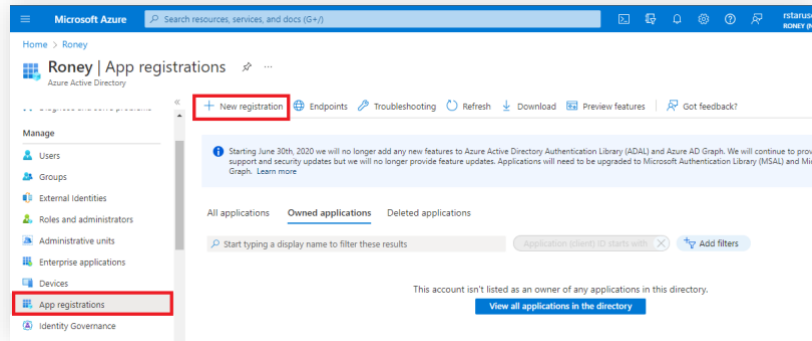 Microsoft Azure
Search resources, services, and docs (G+/)
Home > Roney
Roney | App registrations
Azure Active Directory
New registration
Endpoints
Troubleshooting
Refresh
Download
Preview features
Got feedback?
Manage
Users
Groups
External Identities
Roles and administrators
Administrative units
Enterprise applications
Devices
App registrations
Identity Governance
Starting June 30th, 2020 we will no longer add any new features to Azure Active Directory Authentication Library (ADAL) and Azure AD Graph. We will continue to prov
support and security updates but we will no longer provide feature updates. Applications will need to be upgraded to Microsoft Authentication Library (MSAL) and Mi
Graph. Learn more
All applications
Owned applications
Deleted applications
Start typing a display name to filter these results
Application (client) ID starts with
Add filters
This account isn't listed as an owner of any applications in this directory.
View all applications in the directory